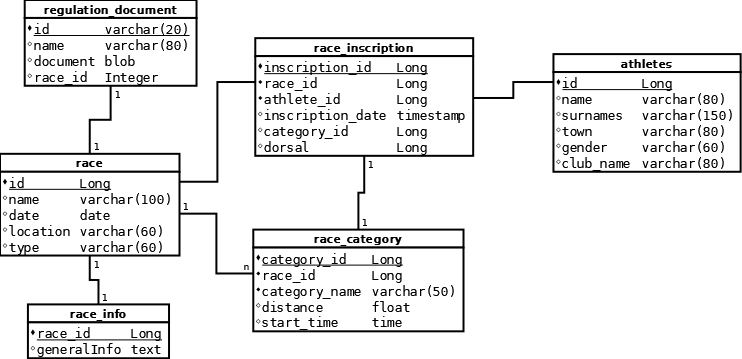 regulation_document
id varchar(20)
name varchar(80)
document blob
race_id Integer
1
1
race
id Long
name varchar(100)
date date
location varchar(60)
type varchar(60)
1
1
race_info
race_id Long
generalInfo text
1
n
race_inscription
inscription_id Long
race_id Long
athlete_id Long
inscription_date timestamp
category_id Long
dorsal Long
1
1
race_category
category_id Long
race_id Long
category_name varchar(50)
distance float
start_time time
athletes
id Long
name varchar(80)
surnames varchar(150)
town varchar(80)
gender varchar(60)
club_name varchar(80)